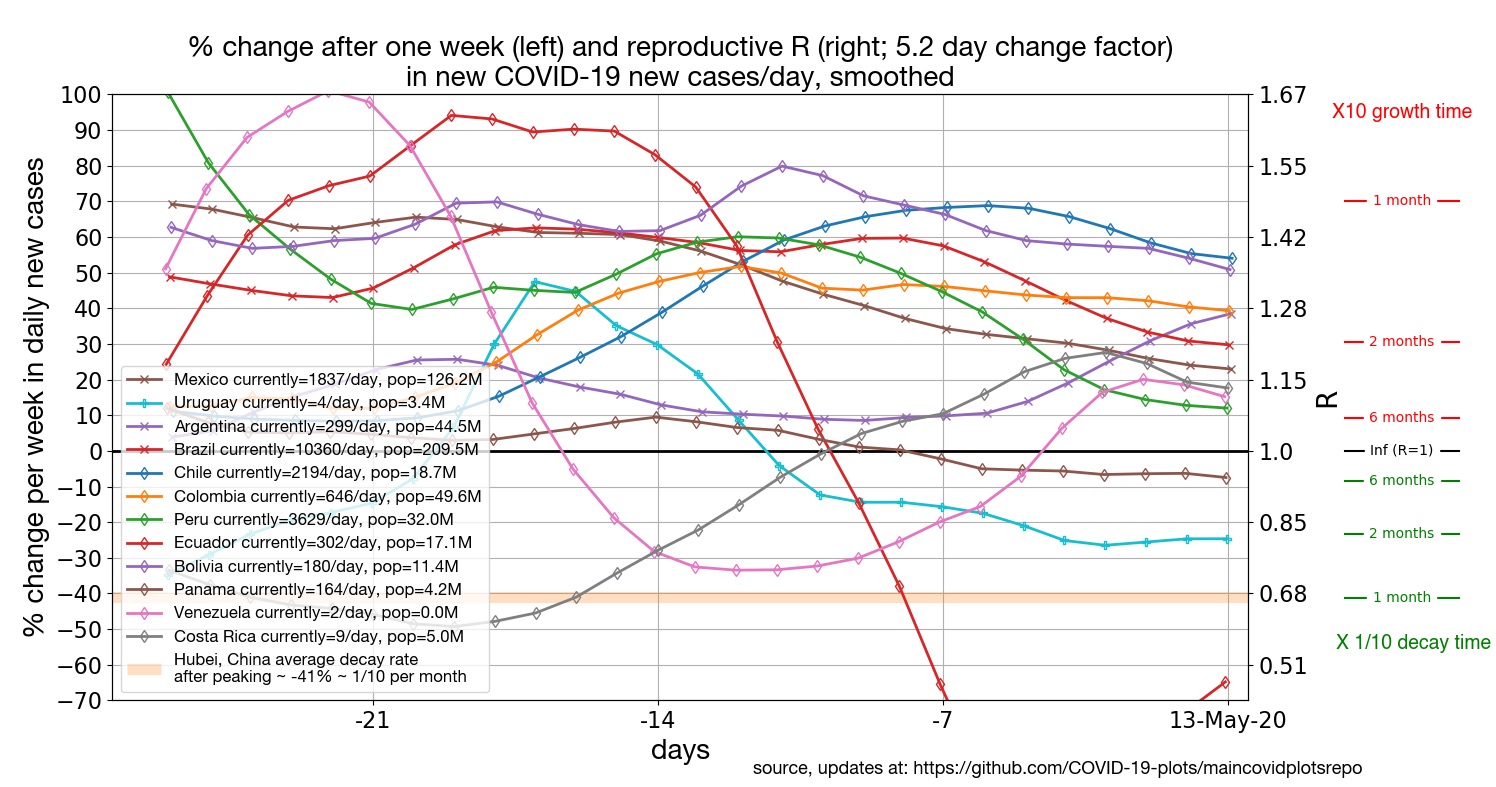 % change after one week (left) and reproductive R (right; 5.2 day change factor)
in new COVID-19 new cases/day, smoothed
% change per week in daily new cases
100
90
80
70
60
50
40
30
20
10
0
−10
−20
−30
−40
−50
−60
−70
Mexico currently=1837/day, pop=126.2M
Uruguay currently=4/day, pop=3.4M
Argentina currently=299/day, pop=44.5M
Brazil currently=10360/day, pop=209.5M
Chile currently=2194/day, pop=18.7M
Colombia currently=646/day, pop=49.6M
Peru currently=3629/day, pop=32.0M
Ecuador currently=302/day, pop=17.1M
Bolivia currently=180/day, pop=11.4M
Panama currently=164/day, pop=4.2M
Venezuela currently=2/day, pop=0.0M
Costa Rica currently=9/day, pop=5.0M
Hubei, China average decay rate
after peaking ~ -41% ~ 1/10 per month
-21
-14
-7
13-May-20
days
1.67
1.55
1.42
1.28
1.15
1.0
0.85
0.68
0.51
R
X10 growth time
1 month
2 months
6 months
Inf (R=1)
6 months
2 months
1 month
X 1/10 decay time
source, updates at: https://github.com/COVID-19-plots/maincovidplotsrepo